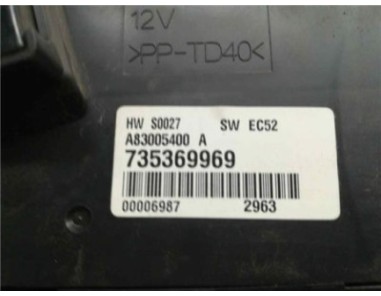 12V
>PP-TD40<
HW S0027 SW EC52
A83005400 A
735369969
00006987 2963